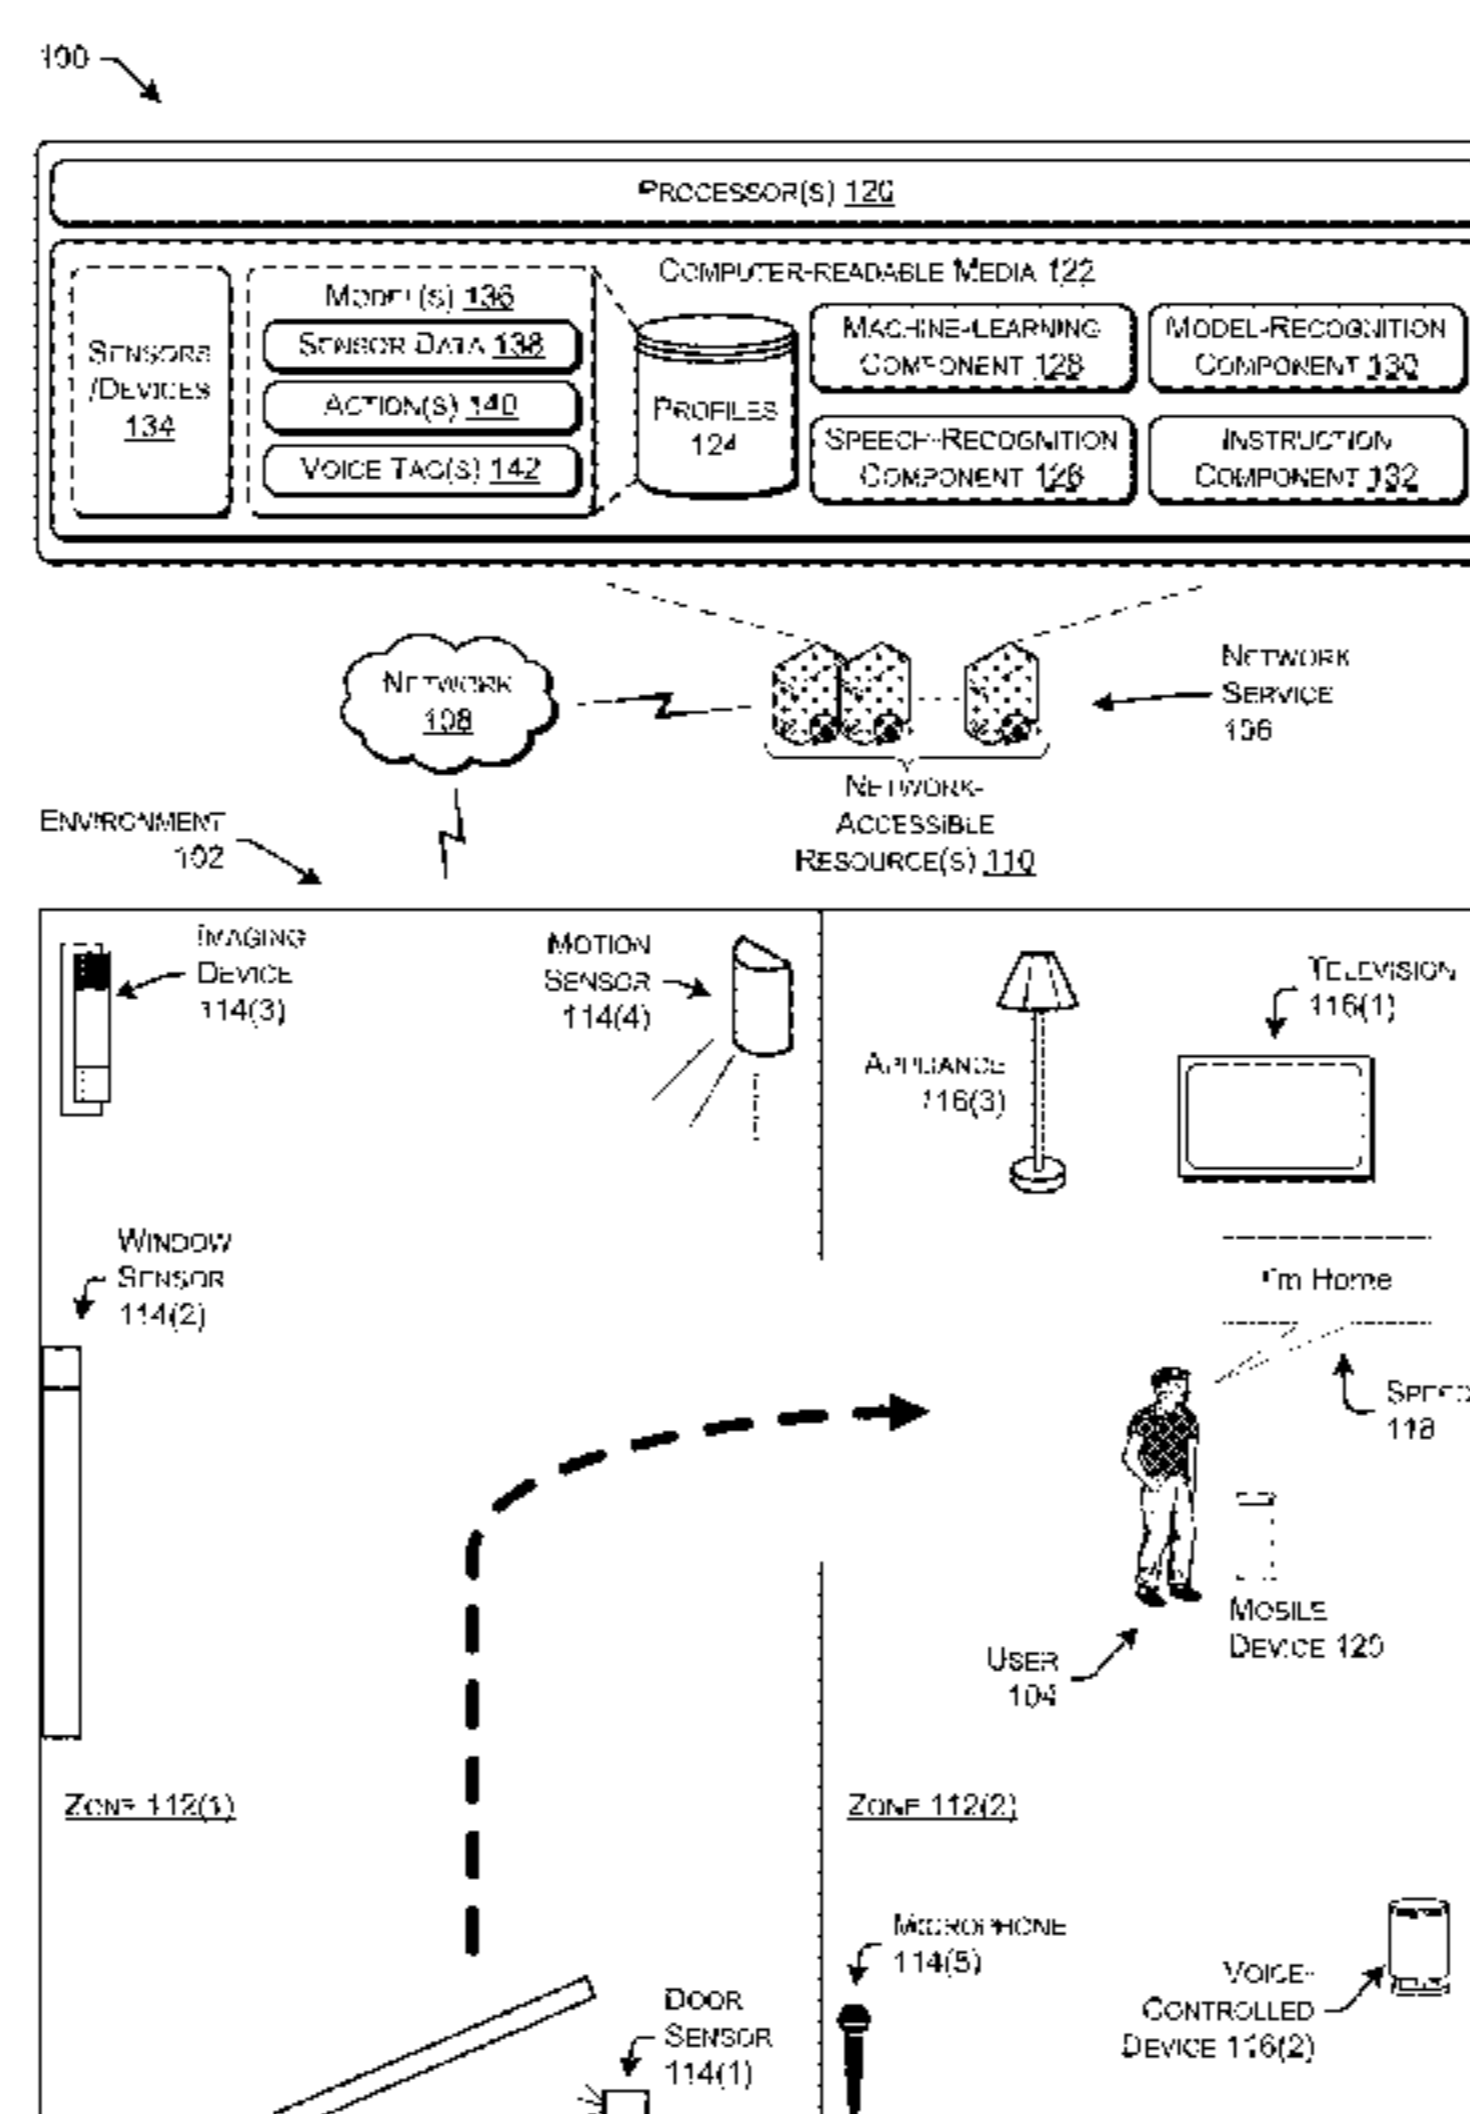 100
PROCESSOR(S) 120
COMPUTER-READABLE MEDIA 122
SENSORS
/DEVICES
134
MODEL(S) 136
SENSOR DATA 138
ACTION(S) 140
VOICE TAG(S) 142
PROFILES
124
MACHINE-LEARNING
COMPONENT 128
MODEL-RECOGNITION
COMPONENT 130
SPEECH-RECOGNITION
COMPONENT 126
INSTRUCTION
COMPONENT 132
NETWORK
108
NETWORK
SERVICE
106
NETWORK-
ACCESSIBLE
RESOURCE(S) 110
ENVIRONMENT
102
IMAGING
DEVICE
114(3)
MOTION
SENSOR
114(4)
APPLIANCE
116(3)
TELEVISION
116(1)
WINDOW
SENSOR
114(2)
I'm Home
118
MOBILE
DEVICE 120
USER
104
ZONE 112(1)
ZONE 112(2)
MICROPHONE
114(5)
VOICE-
CONTROLLED
DEVICE 116(2)
DOOR
SENSOR
114(1)